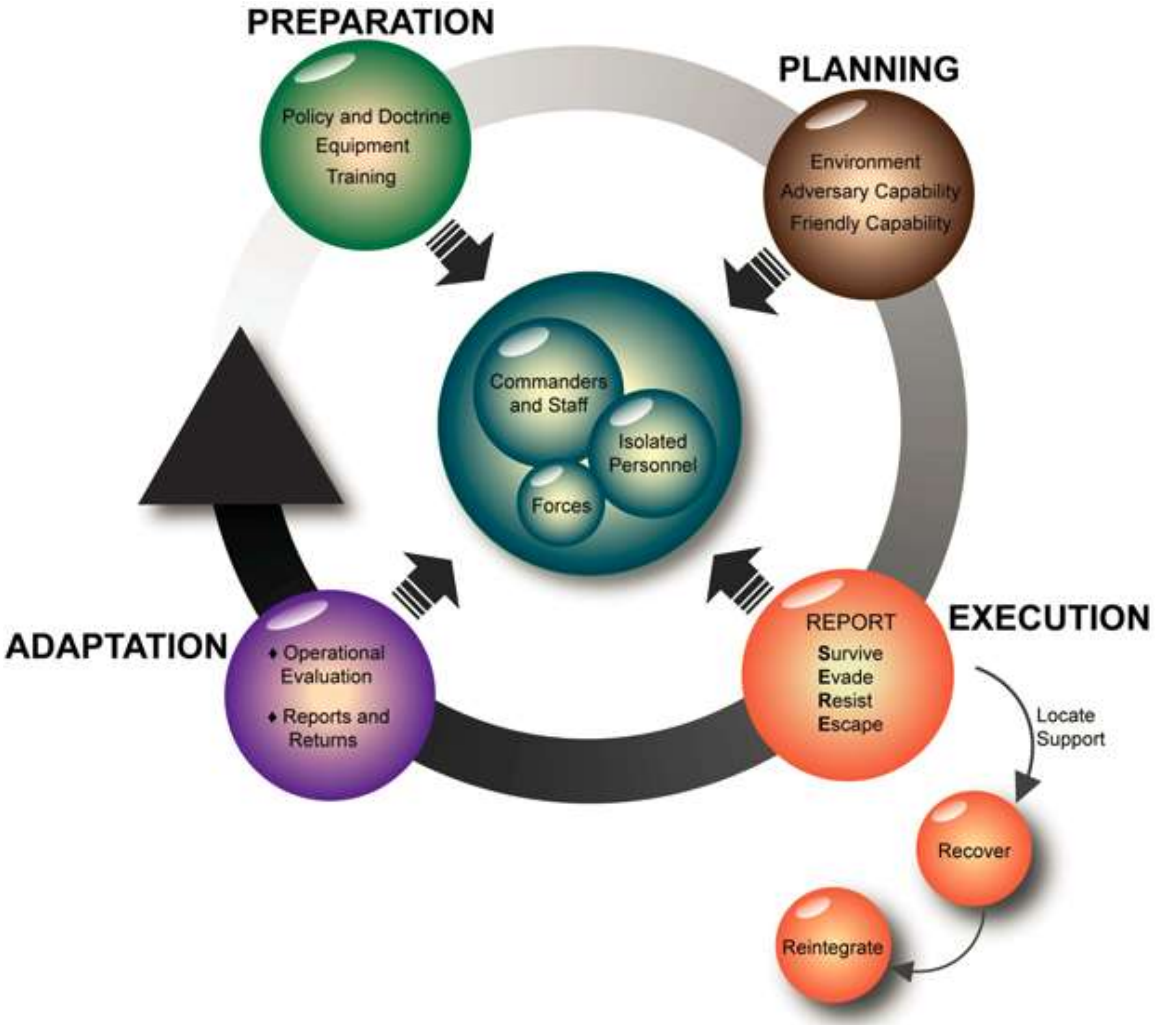 PREPARATION
Policy and Doctrine
Equipment
Training
PLANNING
Environment
Adversary Capability
Friendly Capability
Commanders
and Staff
Isolated
Personnel
Forces
EXECUTION
REPORT
Survive
Evade
Resist
Escape
Locate
Support
Recover
Reintegrate
ADAPTATION
♦ Operational
Evaluation
♦ Reports and
Returns